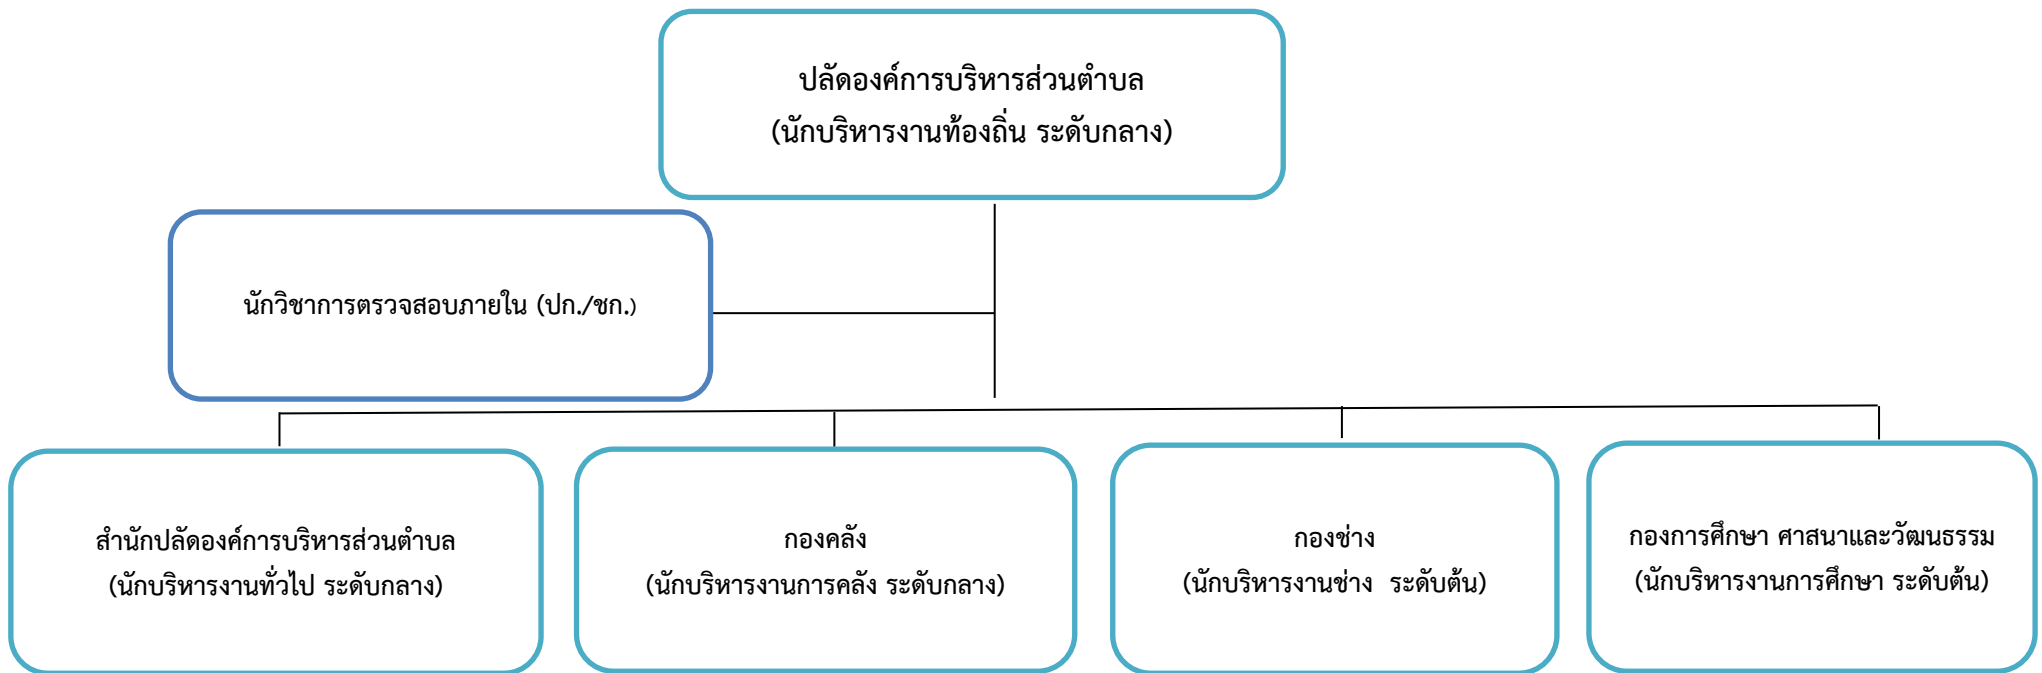 ปลัดองค์การบริหารส่วนตำบล
(นักบริหารงานท้องถิ่น ระดับกลาง)
นักวิชาการตรวจสอบภายใน (ปก./ชก.)
สำนักปลัดองค์การบริหารส่วนตำบล
(นักบริหารงานทั่วไป ระดับกลาง)
กองคลัง
(นักบริหารงานการคลัง ระดับกลาง)
กองช่าง
(นักบริหารงานช่าง  ระดับต้น)
กองการศึกษา ศาสนาและวัฒนธรรม
(นักบริหารงานการศึกษา ระดับต้น)